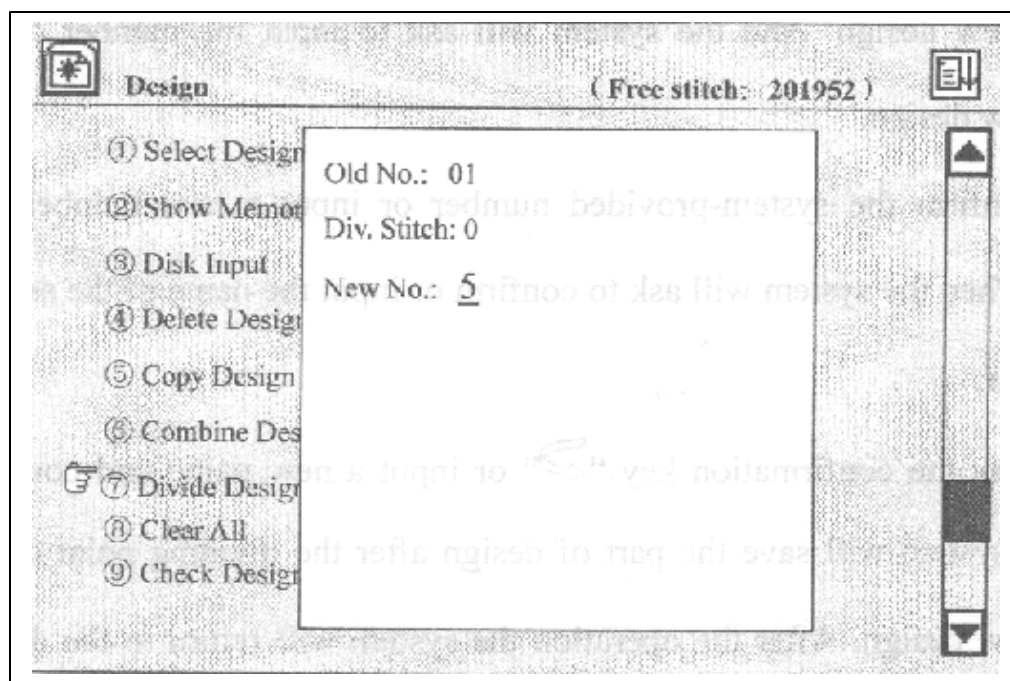 Design
( Free stitch: 201952 )
① Select Design
② Show Memor
③ Disk Input
④ Delete Design
⑤ Copy Design
⑥ Combine Des
⑦ Divide Design
⑧ Clear All
⑨ Check Design
Old No.: 01
Div. Stitch: 0
New No.: 5